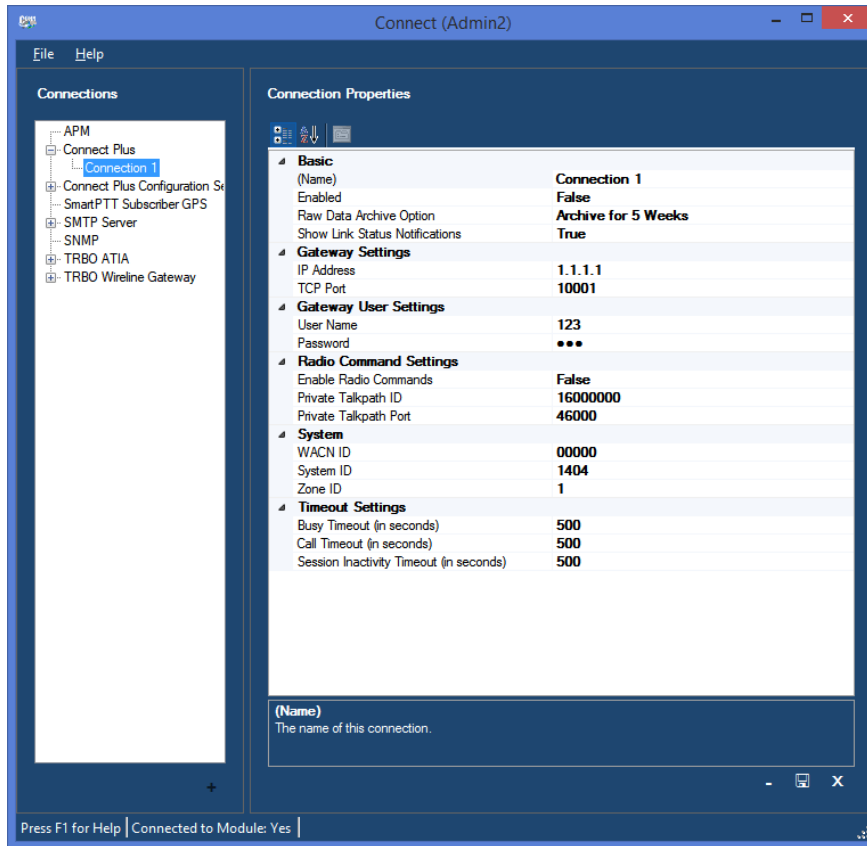 Connect (Admin2)
File Help
Connections
APM
Connect Plus
Connection 1
Connect Plus Configuration Se
SmartPTT Subscriber GPS
SMTP Server
SNMP
TRBO ATIA
TRBO Wireline Gateway
Connection Properties
Basic
(Name) Connection 1
Enabled False
Raw Data Archive Option Archive for 5 Weeks
Show Link Status Notifications True
Gateway Settings
IP Address 1.1.1.1
TCP Port 10001
Gateway User Settings
User Name 123
Password ●●●
Radio Command Settings
Enable Radio Commands False
Private Talkpath ID 16000000
Private Talkpath Port 46000
System
WACN ID 00000
System ID 1404
Zone ID 1
Timeout Settings
Busy Timeout (in seconds) 500
Call Timeout (in seconds) 500
Session Inactivity Timeout (in seconds) 500
(Name)
The name of this connection.
Press F1 for Help Connected to Module: Yes